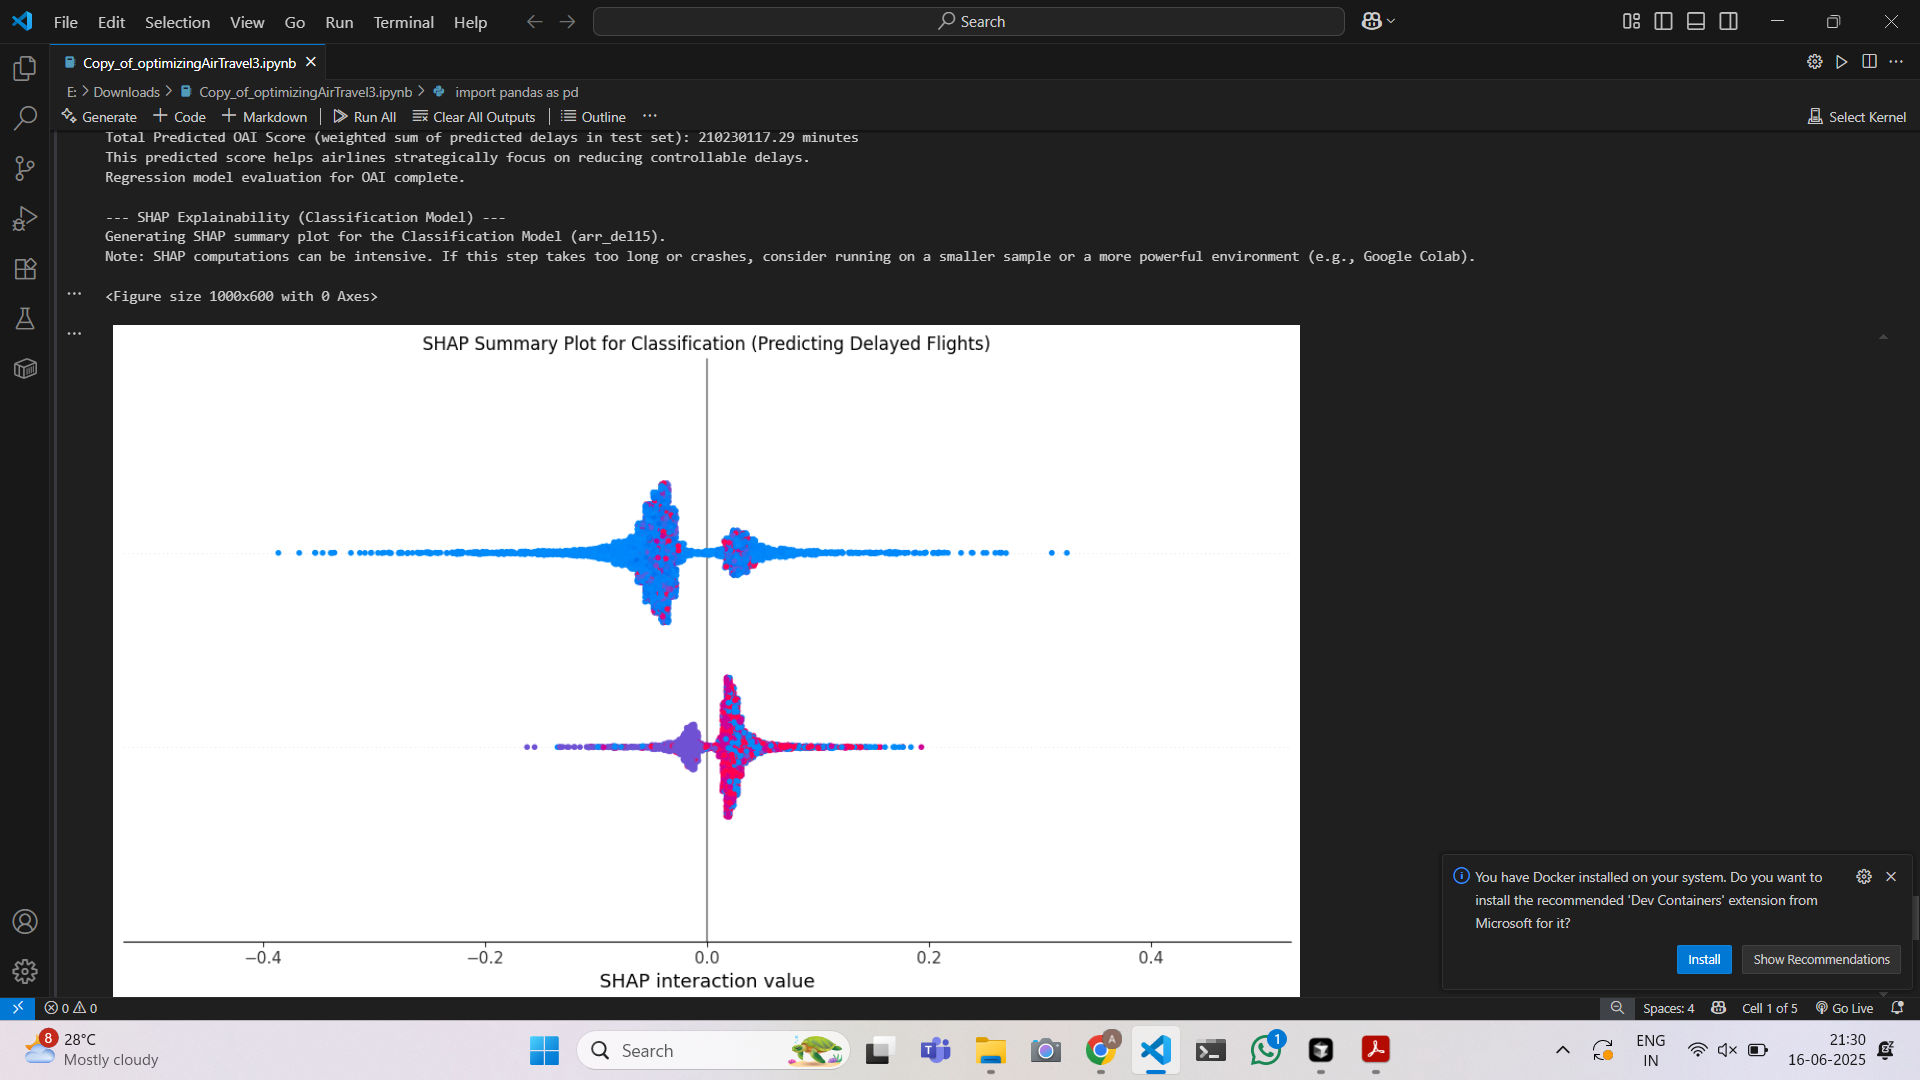 File Edit Selection View Go Run Terminal Help
Search
Copy_of_optimizingAirTravel3.ipynb
E: > Downloads > Copy_of_optimizingAirTravel3.ipynb > import pandas as pd
Generate + Code + Markdown Run All Clear All Outputs Outline ...
Select Kernel
Total Predicted OAI Score (weighted sum of predicted delays in test set): 210230117.29 minutes
This predicted score helps airlines strategically focus on reducing controllable delays.
Regression model evaluation for OAI complete.
--- SHAP Explainability (Classification Model) ---
Generating SHAP summary plot for the Classification Model (arr_del15).
Note: SHAP computations can be intensive. If this step takes too long or crashes, consider running on a smaller sample or a more powerful environment (e.g., Google Colab).
<Figure size 1000x600 with 0 Axes>
SHAP Summary Plot for Classification (Predicting Delayed Flights)
−0.4 −0.2 0.0 0.2 0.4
SHAP interaction value
You have Docker installed on your system. Do you want to
install the recommended 'Dev Containers' extension from
Microsoft for it?
Install Show Recommendations
0 0
Spaces: 4 Cell 1 of 5 Go Live
8
28°C
Mostly cloudy
Search
A
1
ENG
IN
21:30
16-06-2025